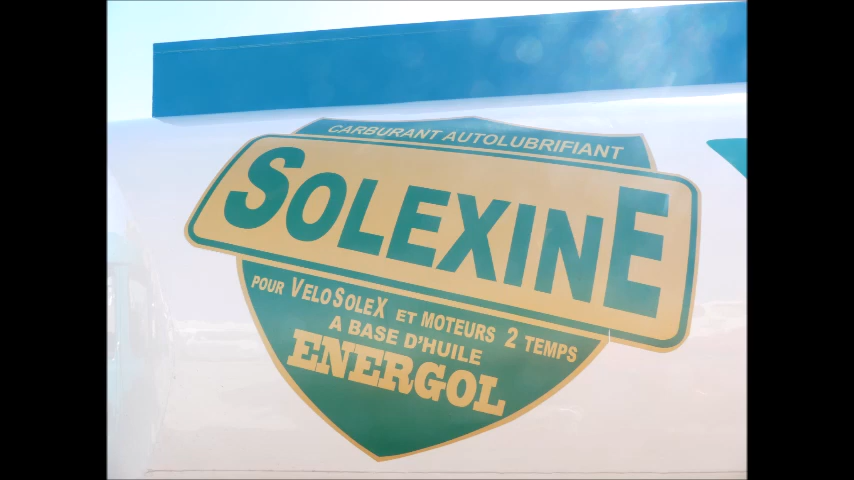 CARBURANT AUTOLUBRIFIANT
SOLEXINE
POUR VELOSOLEX ET MOTEURS 2 TEMPS
A BASE D'HUILE
ENERGOL